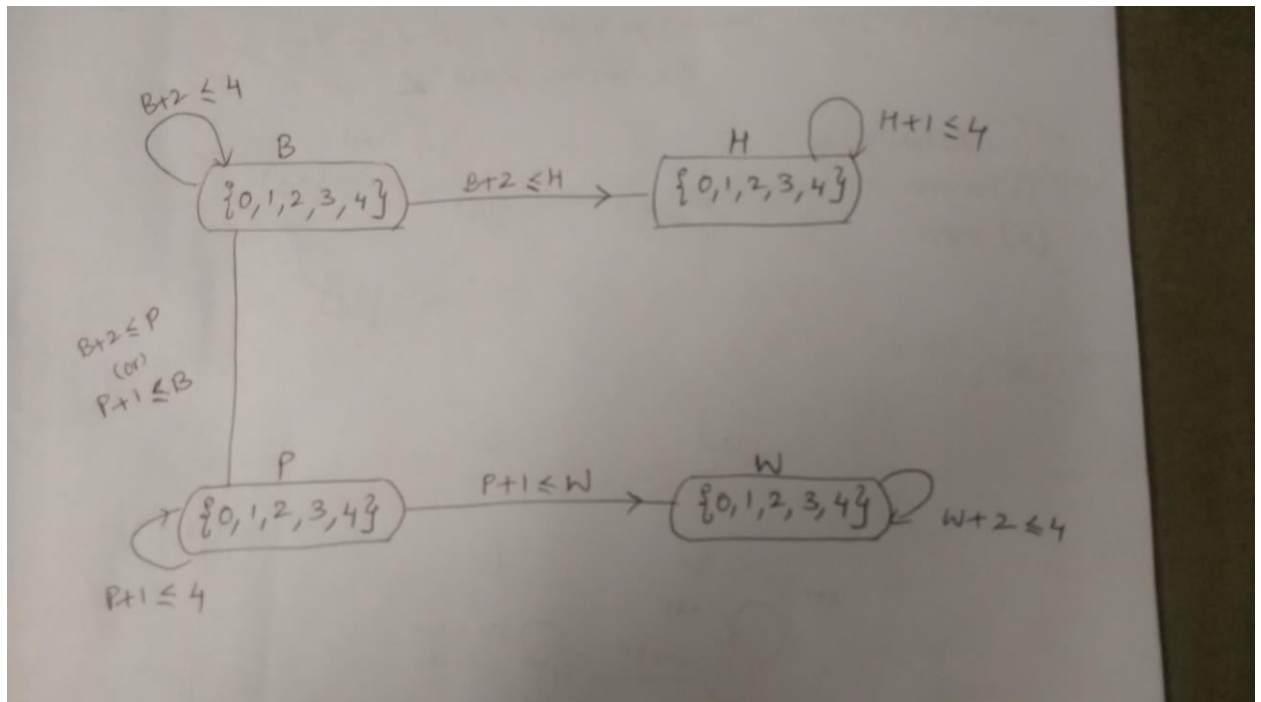 B+2 ≤ 4
B
{0,1,2,3,4}
B+2 ≤ H
H
{0,1,2,3,4}
H+1 ≤ 4
B+2 ≤ P
(or)
P+1 ≤ B
P
{0,1,2,3,4}
P+1 ≤ 4
P+1 ≤ W
W
{0,1,2,3,4}
W+2 ≤ 4